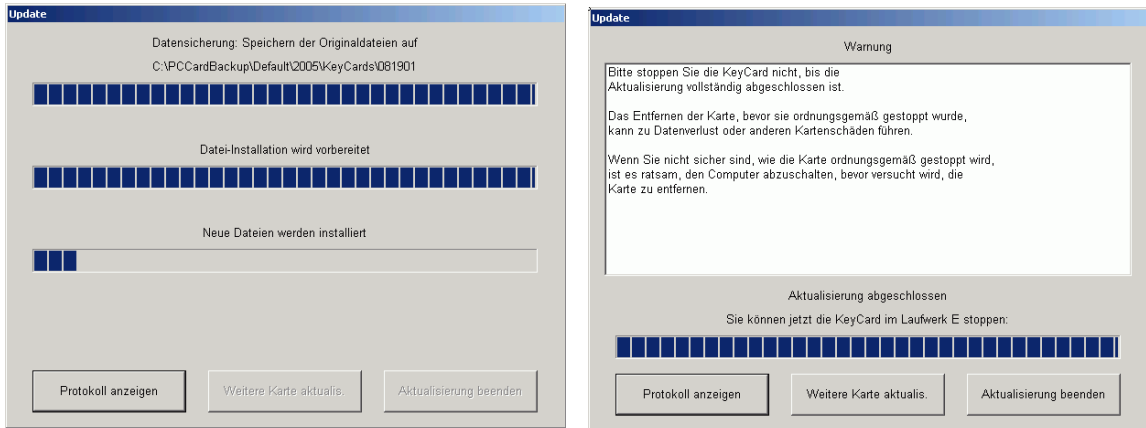 Update
Datensicherung: Speichern der Originaldateien auf
C:\PCCardBackup\Default\2005\KeyCards\081901
Datei-Installation wird vorbereitet
Neue Dateien werden installiert
Protokoll anzeigen
Weitere Karte aktualis.
Aktualisierung beenden
Update
Warnung
Bitte stoppen Sie die KeyCard nicht, bis die
Aktualisierung vollständig abgeschlossen ist.
Das Entfernen der Karte, bevor sie ordnungsgemäß gestoppt wurde,
kann zu Datenverlust oder anderen Kartenschäden führen.
Wenn Sie nicht sicher sind, wie die Karte ordnungsgemäß gestoppt wird,
ist es ratsam, den Computer abzuschalten, bevor versucht wird, die
Karte zu entfernen.
Aktualisierung abgeschlossen
Sie können jetzt die KeyCard im Laufwerk E stoppen:
Protokoll anzeigen
Weitere Karte aktualis.
Aktualisierung beenden